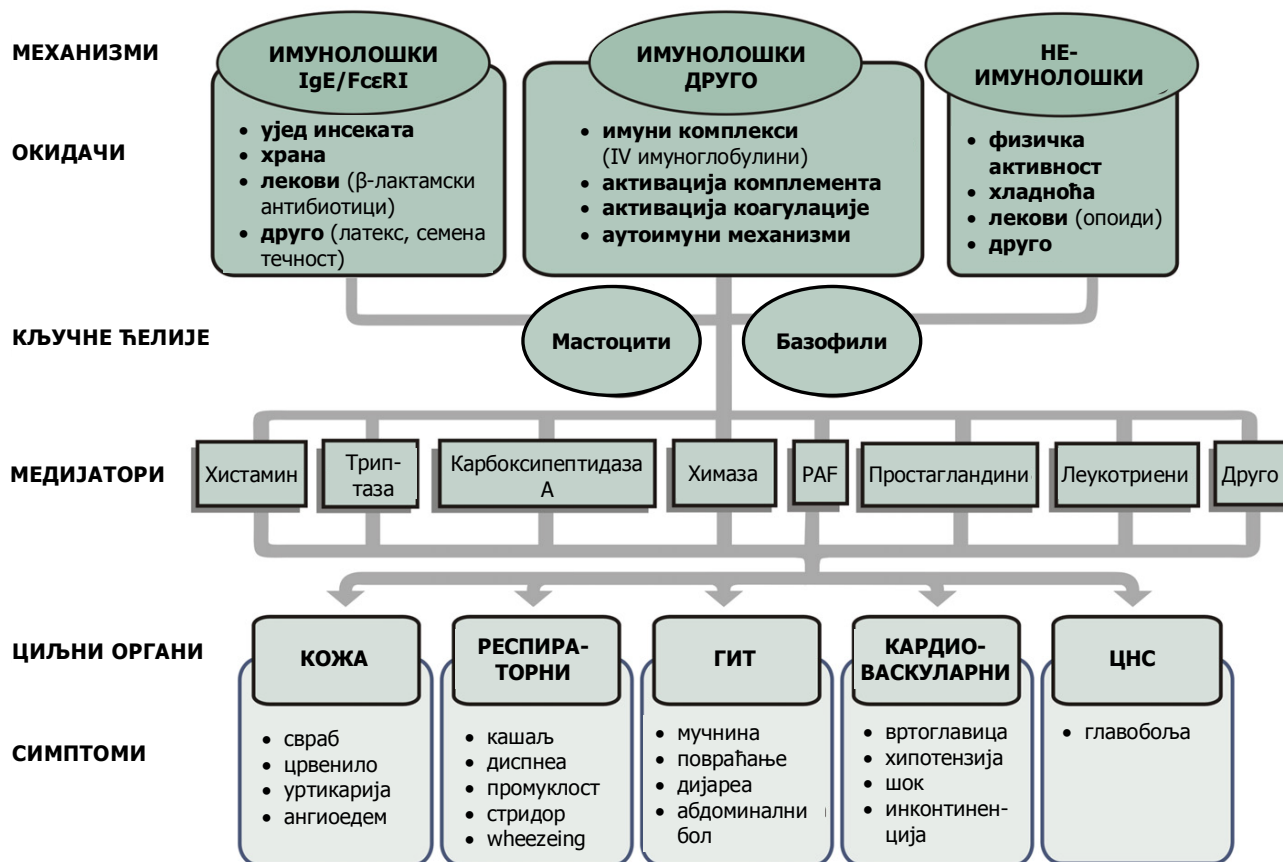 МЕХАНИЗМИ
ИМУНОЛОШКИ
IgE/FcεRI
ИМУНОЛОШКИ
ДРУГО
НЕ-
ИМУНОЛОШКИ
ОКИДАЧИ
• ујед инсеката
• храна
• лекови (β-лактамски
антибиотици)
• друго (латекс, семена
течност)
• имуни комплекси
(IV имуноглобулини)
• активација комплемента
• активација коагулације
• аутоимуни механизми
• физичка
активност
• хладноћа
• лекови (опоиди)
• друго
КЉУЧНЕ ЋЕЛИЈЕ
Мастоцити
Базофили
МЕДИЈАТОРИ
Хистамин
Трип-
таза
Карбоксипептидаза
А
Химаза
PAF
Простагландини
Леукотриени
Друго
ЦИЉНИ ОРГАНИ
КОЖА
РЕСПИРА-
ТОРНИ
ГИТ
КАРДИО-
ВАСКУЛАРНИ
ЦНС
СИМПТОМИ
• свраб
• црвенило
• уртикарија
• ангиоедем
• кашаљ
• диспнеа
• промуклост
• стридор
• wheezeing
• мучнина
• повраћање
• дијареа
• абдоминални
бол
• вртоглавица
• хипотензија
• шок
• инконтинен-
ција
• главобоља